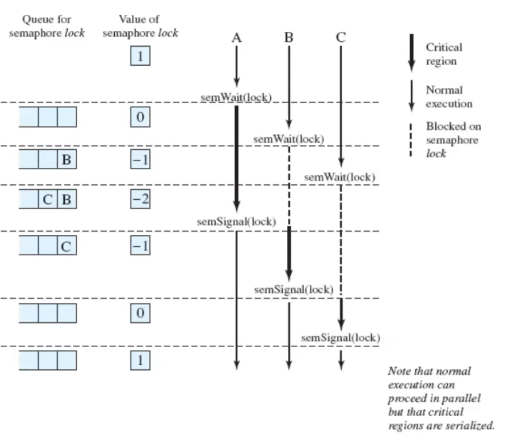 Queue for
semaphore lock
Value of
semaphore lock
A
B
C
1
Critical
region
Normal
execution
Blocked on
semaphore
lock
semWait(lock)
0
semWait(lock)
B
-1
semWait(lock)
C B
-2
semSignal(lock)
C
-1
semSignal(lock)
0
semSignal(lock)
1
Note that normal
execution can
proceed in parallel
but that critical
regions are serialized.